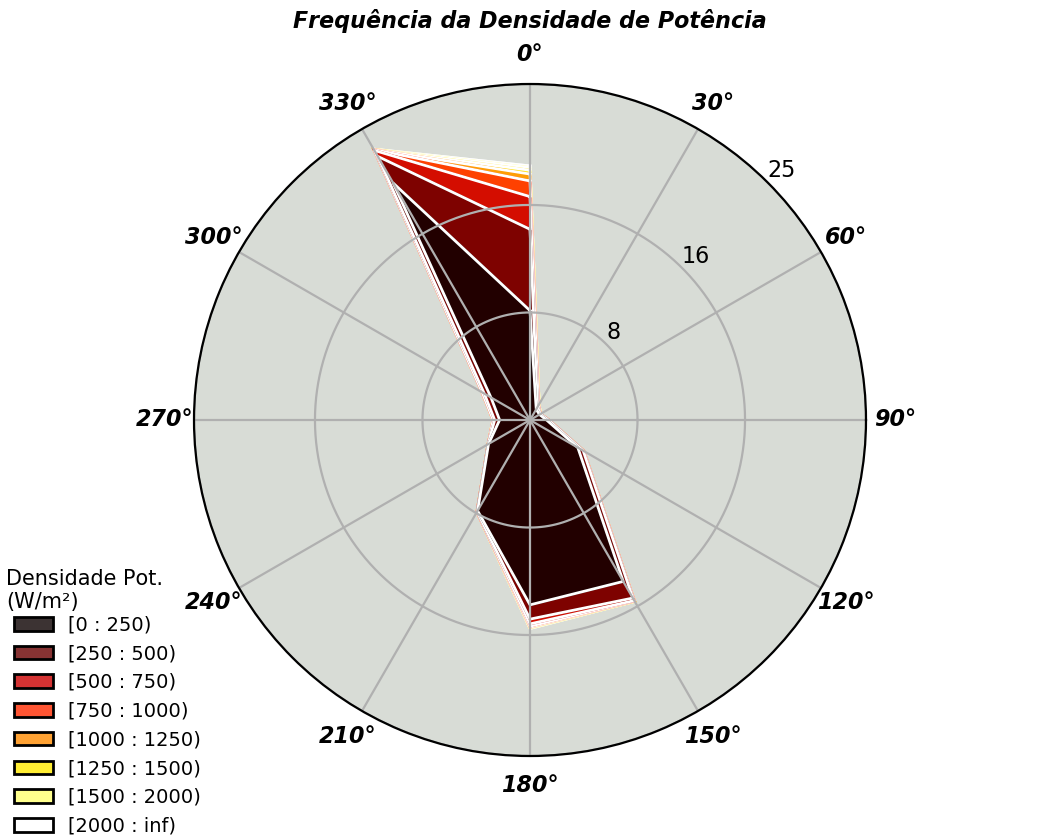 Frequência da Densidade de Potência
0°
330°
30°
25
300°
60°
16
8
270°
90°
240°
120°
210°
150°
180°
Densidade Pot.
(W/m²)
[0 : 250)
[250 : 500)
[500 : 750)
[750 : 1000)
[1000 : 1250)
[1250 : 1500)
[1500 : 2000)
[2000 : inf)